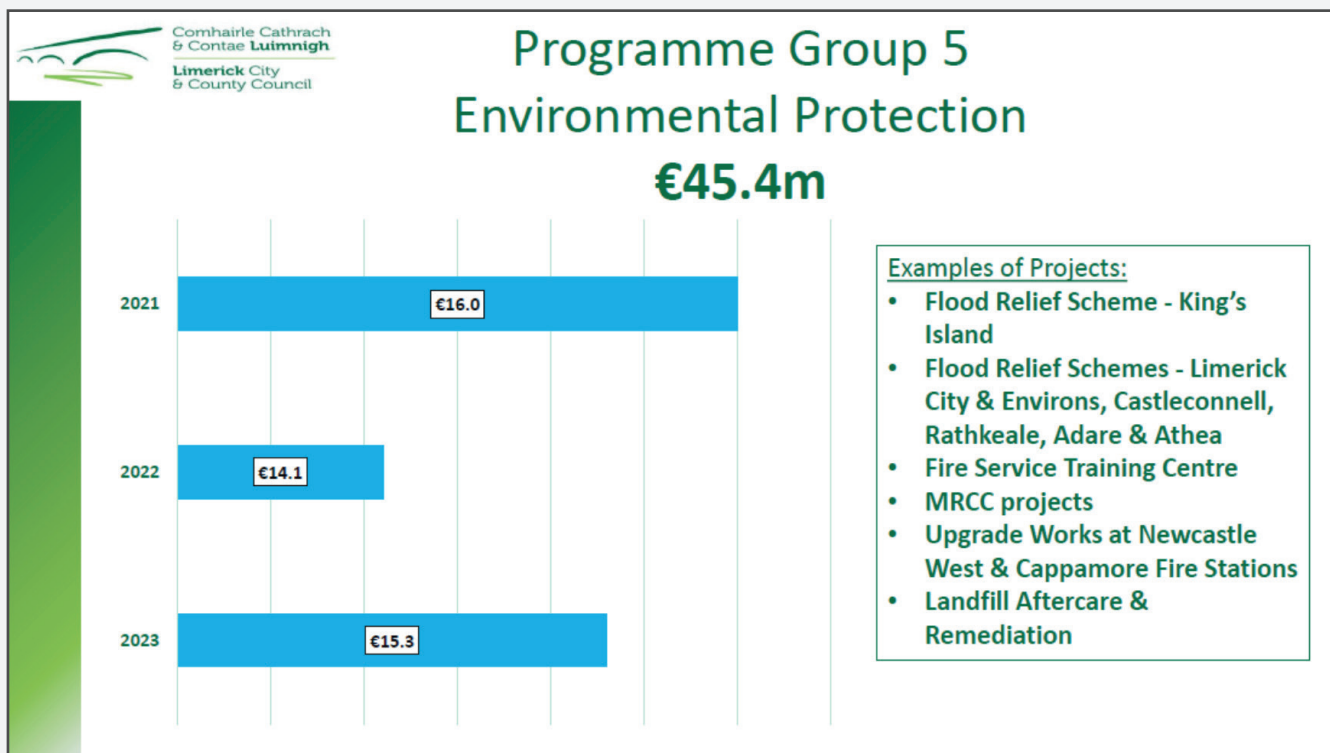 Comhairle Cathrach
& Contae Luimnigh
Limerick City
& County Council
Programme Group 5
Environmental Protection
€45.4m
2021
€16.0
2022
€14.1
2023
€15.3
Examples of Projects:
• Flood Relief Scheme - King’s
Island
• Flood Relief Schemes - Limerick
City & Environs, Castleconnell,
Rathkeale, Adare & Athea
• Fire Service Training Centre
• MRCC projects
• Upgrade Works at Newcastle
West & Cappamore Fire Stations
• Landfill Aftercare &
Remediation